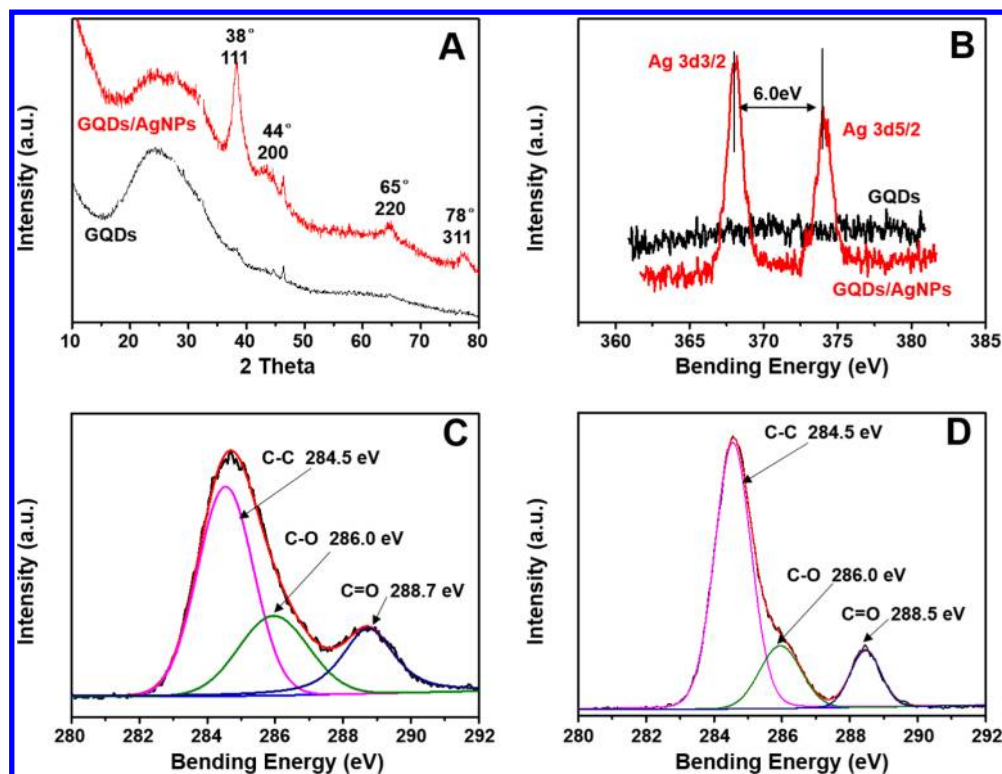 A
38°
111
GQDs/AgNPs
44°
200
65°
220
78°
311
GQDs
Intensity (a.u.)
10 20 30 40 50 60 70 80
2 Theta
B
Ag 3d3/2
6.0eV
Ag 3d5/2
GQDs
GQDs/AgNPs
Intensity (a.u.)
360 365 370 375 380 385
Bending Energy (eV)
C
C-C 284.5 eV
C-O 286.0 eV
C=O 288.7 eV
Intensity (a.u.)
280 282 284 286 288 290 292
Bending Energy (eV)
D
C-C 284.5 eV
C-O 286.0 eV
C=O 288.5 eV
Intensity (a.u.)
280 282 284 286 288 290 292
Bending Energy (eV)